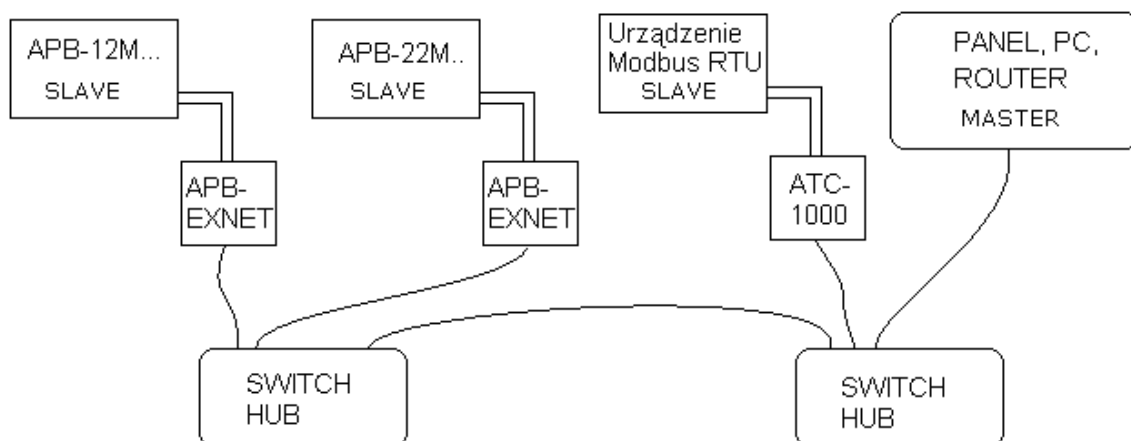 APB-12M...
SLAVE
APB-22M..
SLAVE
Urządzenie
Modbus RTU
SLAVE
PANEL, PC,
ROUTER
MASTER
APB-
EXNET
APB-
EXNET
ATC-
1000
SWITCH
HUB
SWITCH
HUB